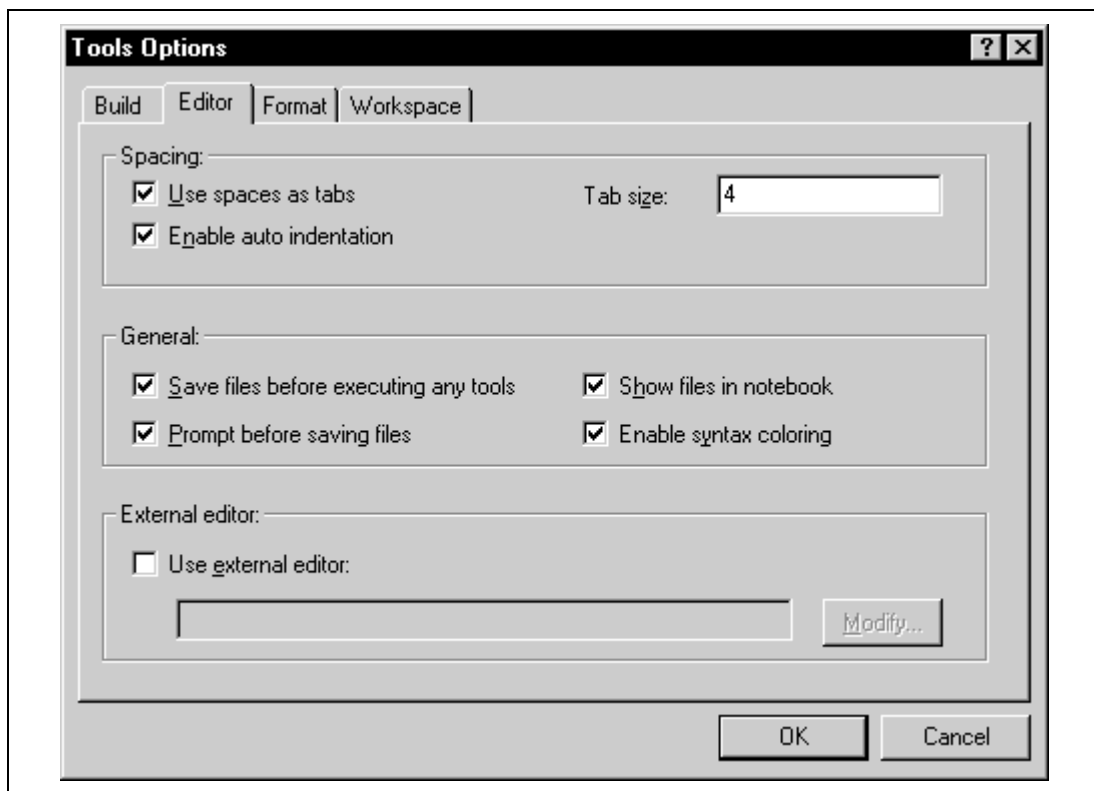 Tools Options
Build Editor Format Workspace
Spacing:
Use spaces as tabs Tab size: 4
Enable auto indentation
General:
Save files before executing any tools Show files in notebook
Prompt before saving files Enable syntax coloring
External editor:
Use external editor:
Modify...
OK Cancel